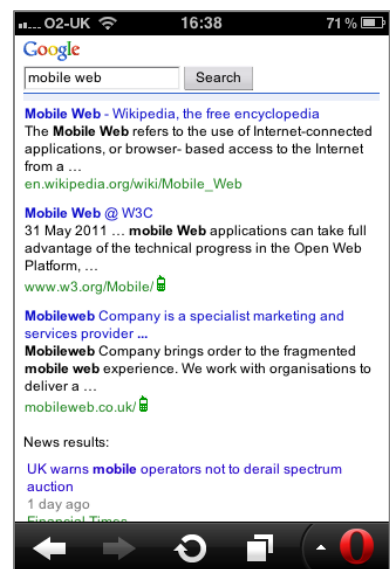 O2-UK 16:38 71 %
Google
mobile web Search
Mobile Web - Wikipedia, the free encyclopedia
The Mobile Web refers to the use of Internet-connected
applications, or browser- based access to the Internet
from a …
en.wikipedia.org/wiki/Mobile_Web
Mobile Web @ W3C
31 May 2011 … mobile Web applications can take full
advantage of the technical progress in the Open Web
Platform, …
www.w3.org/Mobile/
Mobileweb Company is a specialist marketing and
services provider ...
Mobileweb Company brings order to the fragmented
mobile web experience. We work with organisations to
deliver a …
mobileweb.co.uk/
News results:
UK warns mobile operators not to derail spectrum
auction
1 day ago
Financial Times